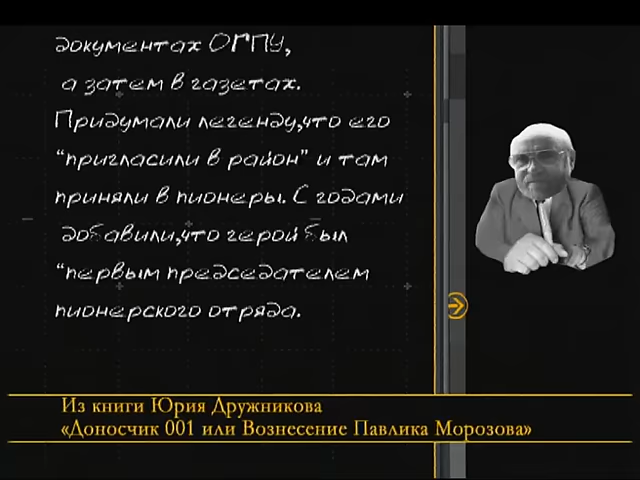 документах ОГПУ,
а затем в газетах.
Придумали легенду,что его
“пригласили в район” и там
приняли в пионеры. С годами
добавили,что герой был
“первым председателем
пионерского отряда.
Из книги Юрия Дружникова
«Доносчик 001 или Вознесение Павлика Морозова»